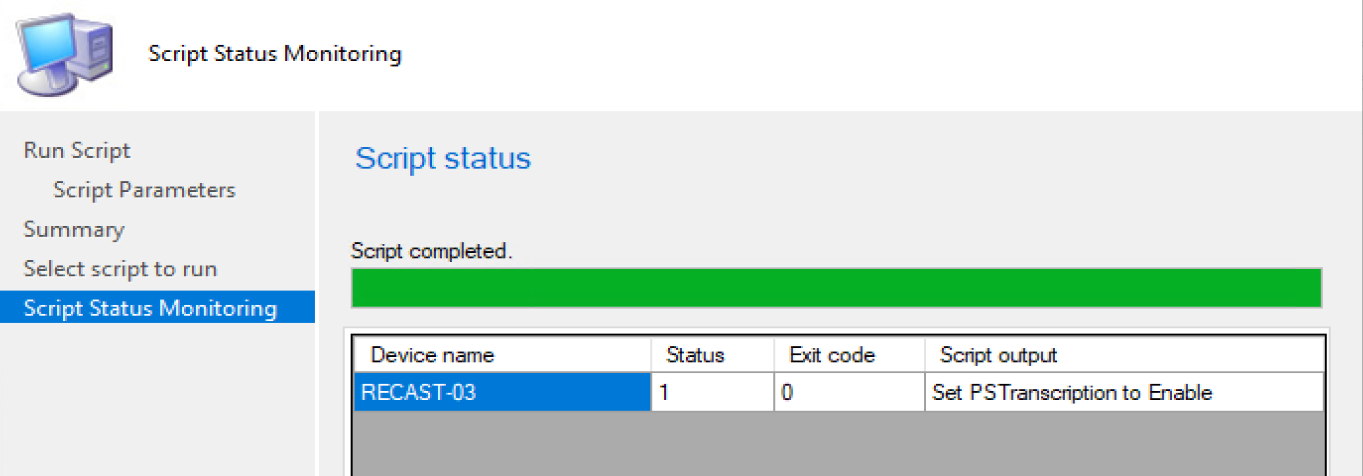 Script Status Monitoring
Run Script
Script Parameters
Summary
Select script to run
Script Status Monitoring
Script status
Script completed.
Device name Status Exit code Script output
RECAST-03 1 0 Set PSTranscription to Enable